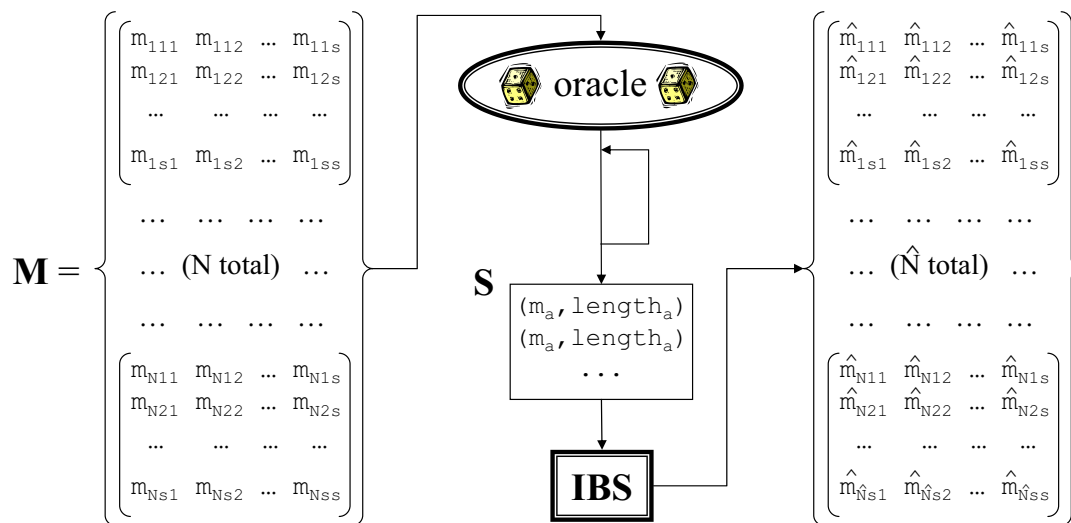 m111 m112 ... m11s
m121 m122 ... m12s
... ... ... ...
m1s1 m1s2 ... m1ss
... ... ... ...
M = ... (N total) ...
... ... ... ...
mN11 mN12 ... mN1s
mN21 mN22 ... mN2s
... ... ... ...
mNs1 mNs2 ... mNss
oracle
S
(ma,lengtha)
(ma,lengtha)
...
IBS
m̂111 m̂112 ... m̂11s
m̂121 m̂122 ... m̂12s
... ... ... ...
m̂1s1 m̂1s2 ... m̂1ss
... ... ... ...
... (N̂ total) ...
... ... ... ...
m̂N11 m̂N12 ... m̂N1s
m̂N21 m̂N22 ... m̂N2s
... ... ... ...
m̂N̂s1 m̂N̂s2 ... m̂N̂ss